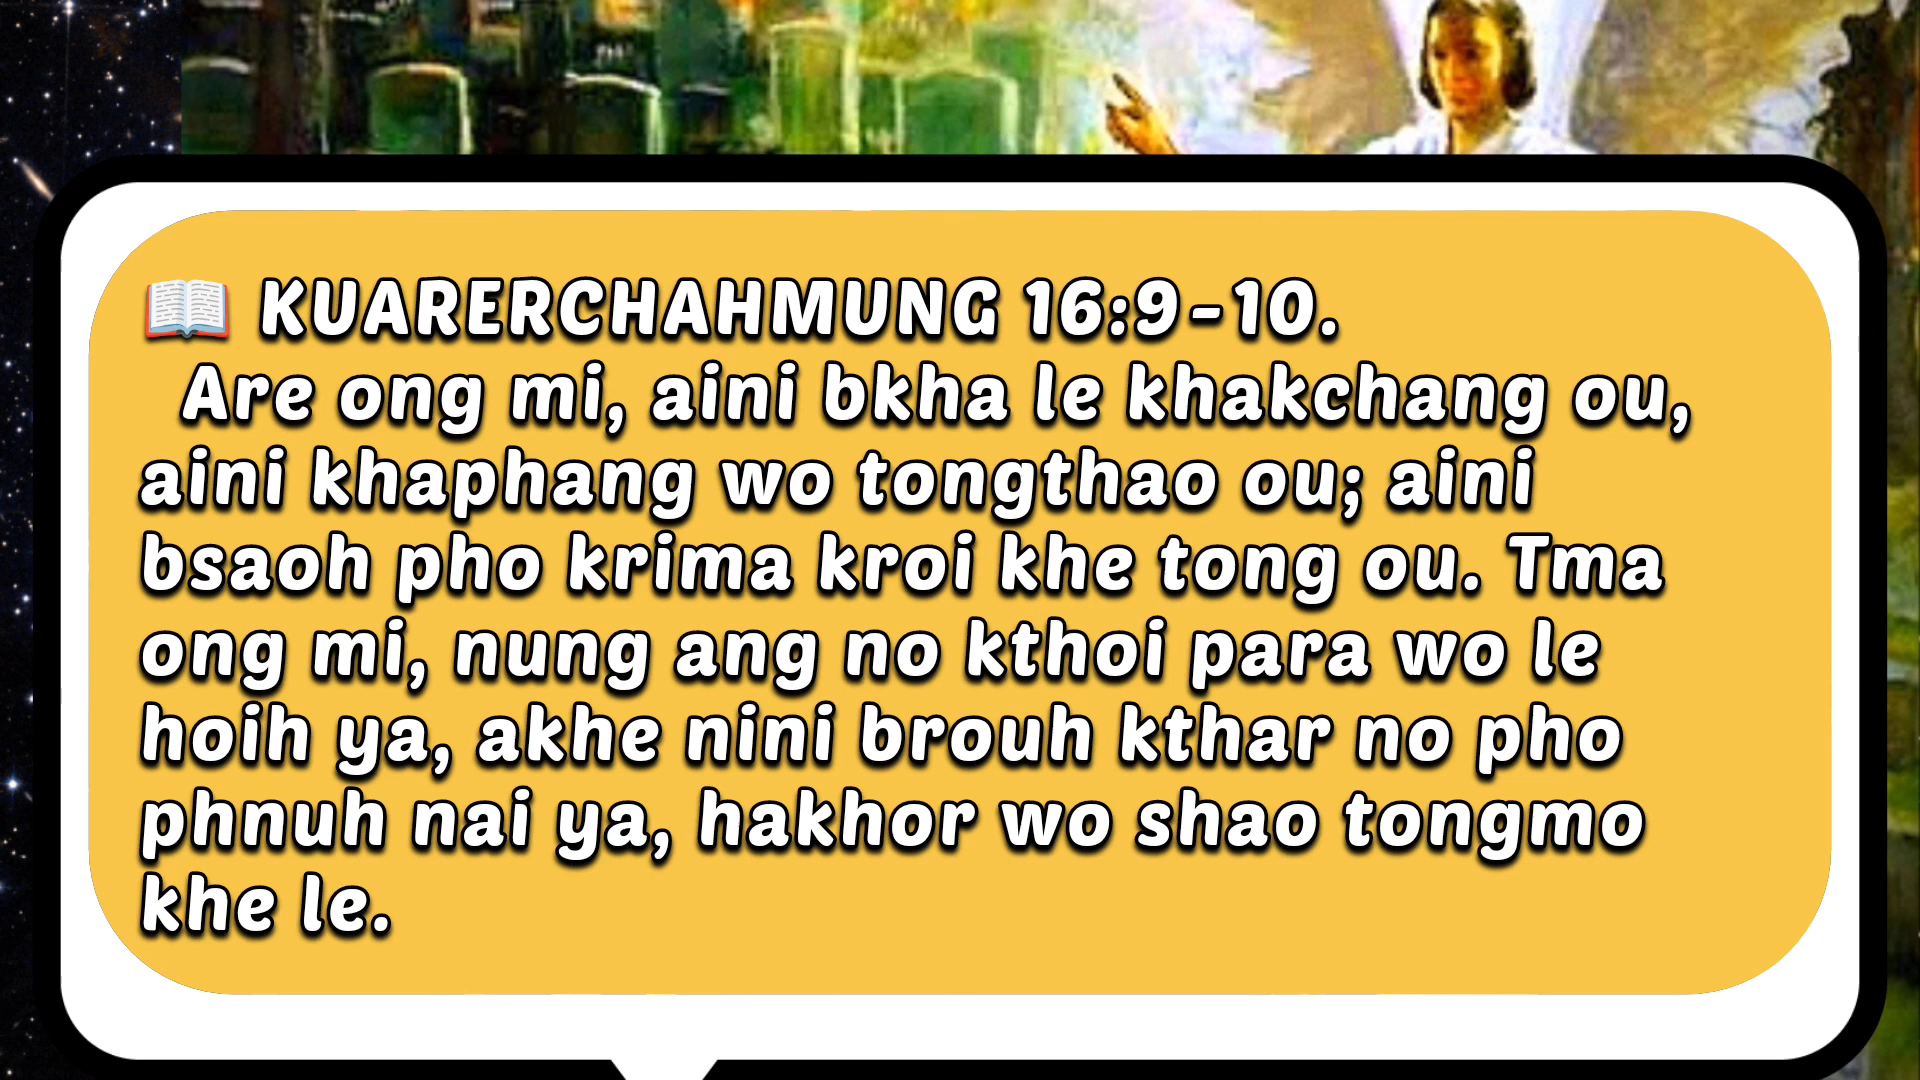 📖 KUARERCHAHMUNG 16:9-10.
Are ong mi, aini bkha le khakchang ou,
aini khaphang wo tongthao ou; aini
bsaoh pho krima kroi khe tong ou. Tma
ong mi, nung ang no kthoi para wo le
hoih ya, akhe nini brouh kthar no pho
phnuh nai ya, hakhor wo shao tongmo
khe le.